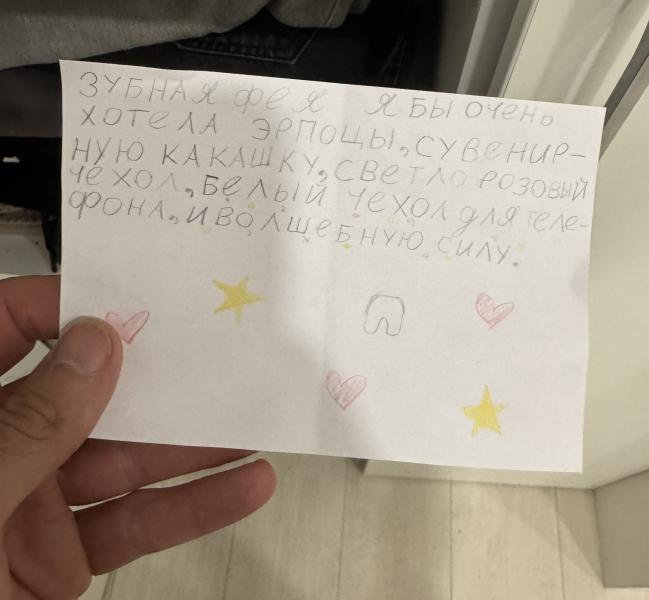 ЗУБНАЯ ФЕЯ Я БЫ ОЧЕНЬ
ХОТЕЛА ЭРПОЦЫ, СУВЕНИР-
НУЮ КАКАШКУ, СВЕТЛО РОЗОВЫЙ
ЧЕХОЛ, БЕЛЫЙ ЧЕХОЛ ДЛЯ ТЕЛЕ-
ФОНА, И ВОЛШЕБНУЮ СИЛУ.